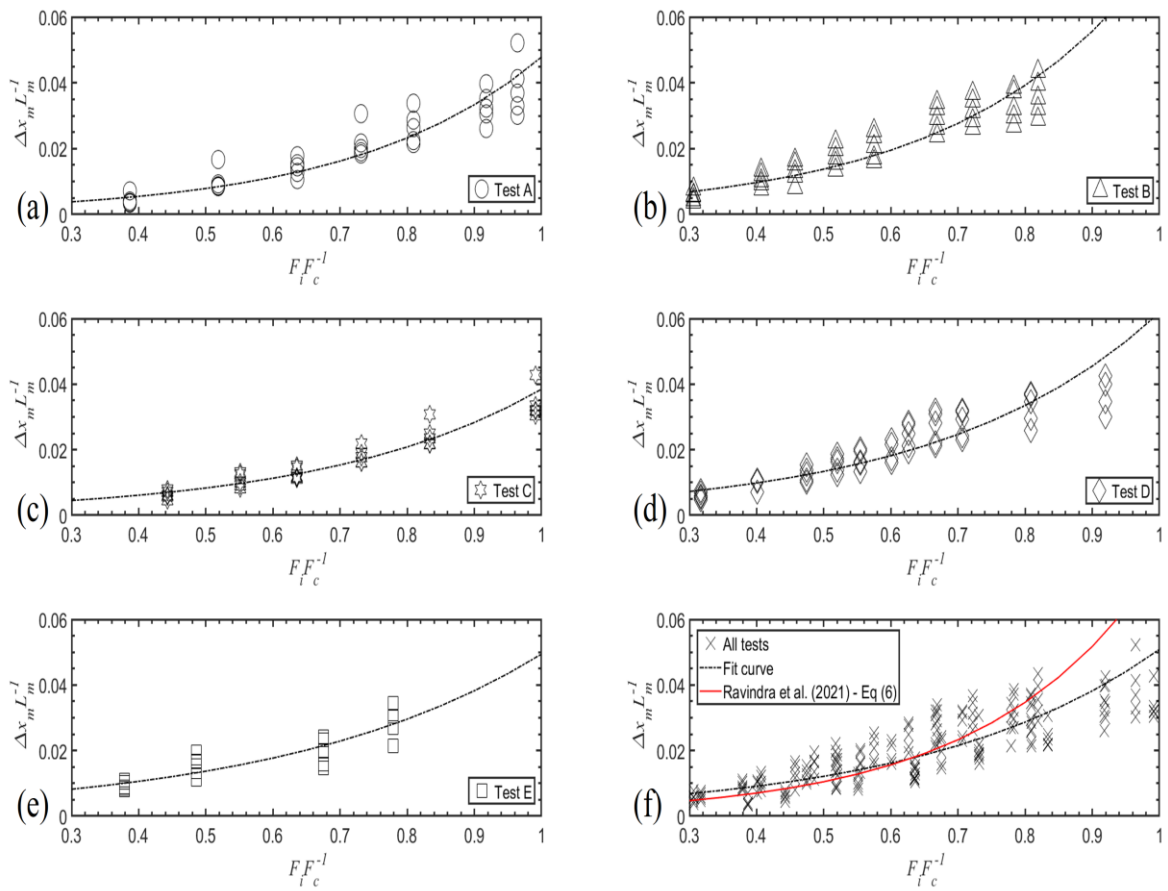 0.06
0.04
0.02
0
Δx_m L_m^-1
(a)
Test A
0.3 0.4 0.5 0.6 0.7 0.8 0.9 1
F_i F_c^-1
0.06
0.04
0.02
0
Δx_m L_m^-1
(b)
Test B
0.3 0.4 0.5 0.6 0.7 0.8 0.9 1
F_i F_c^-1
0.06
0.04
0.02
0
Δx_m L_m^-1
(c)
Test C
0.3 0.4 0.5 0.6 0.7 0.8 0.9 1
F_i F_c^-1
0.06
0.04
0.02
0
Δx_m L_m^-1
(d)
Test D
0.3 0.4 0.5 0.6 0.7 0.8 0.9 1
F_i F_c^-1
0.06
0.04
0.02
0
Δx_m L_m^-1
(e)
Test E
0.3 0.4 0.5 0.6 0.7 0.8 0.9 1
F_i F_c^-1
0.06
0.04
0.02
0
Δx_m L_m^-1
(f)
All tests
Fit curve
Ravindra et al. (2021) - Eq (6)
0.3 0.4 0.5 0.6 0.7 0.8 0.9 1
F_i F_c^-1